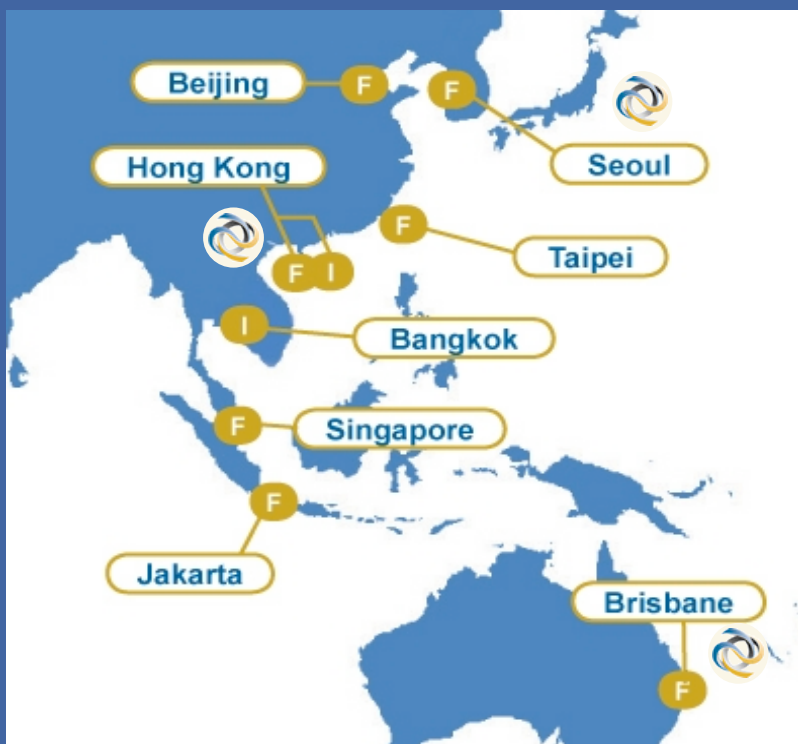 Beijing
F
F
Seoul
Hong Kong
F
Taipei
F I
I
Bangkok
F
Singapore
F
Jakarta
Brisbane
F